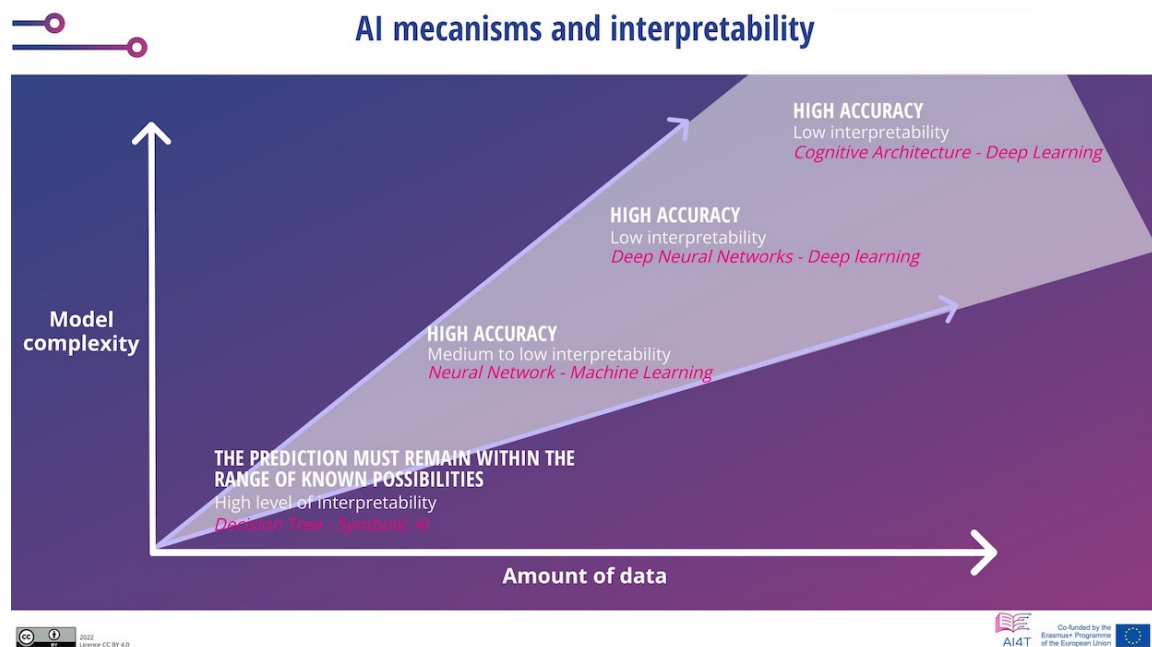 AI mecanisms and interpretability
HIGH ACCURACY
Low interpretability
Cognitive Architecture - Deep Learning
HIGH ACCURACY
Low interpretability
Deep Neural Networks - Deep learning
Model
complexity
HIGH ACCURACY
Medium to low interpretability
Neural Network - Machine Learning
THE PREDICTION MUST REMAIN WITHIN THE
RANGE OF KNOWN POSSIBILITIES
High level of interpretability
Decision Tree - Symbolic AI
Amount of data
cc
BY
2022
Licence CC BY 4.0
AI4T
Co-funded by the
Erasmus+ Programme
of the European Union